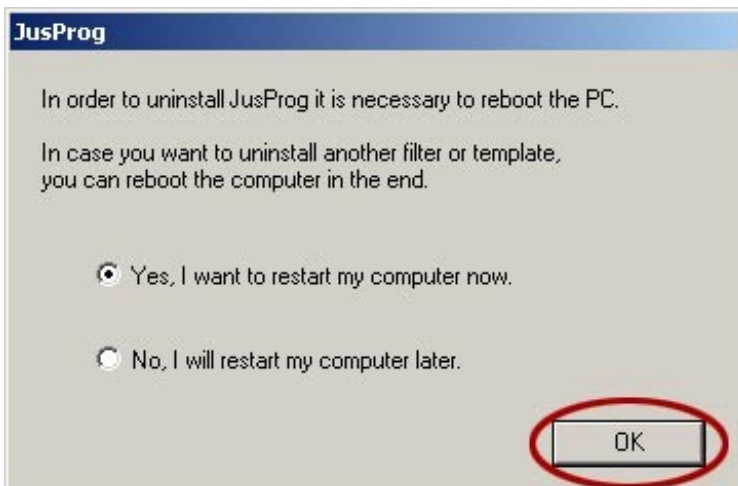 JusProg
In order to uninstall JusProg it is necessary to reboot the PC.
In case you want to uninstall another filter or template,
you can reboot the computer in the end.
Yes, I want to restart my computer now.
No, I will restart my computer later.
OK